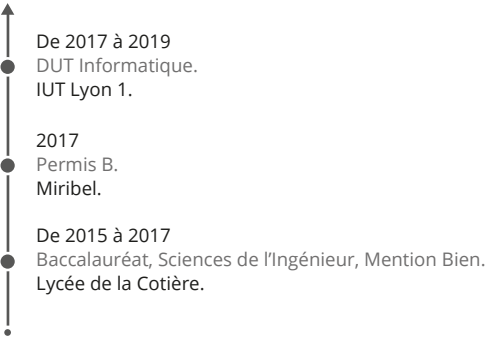 De 2017 à 2019
DUT Informatique.
IUT Lyon 1.
2017
Permis B.
Miribel.
De 2015 à 2017
Baccalauréat, Sciences de l'Ingénieur, Mention Bien.
Lycée de la Cotière.